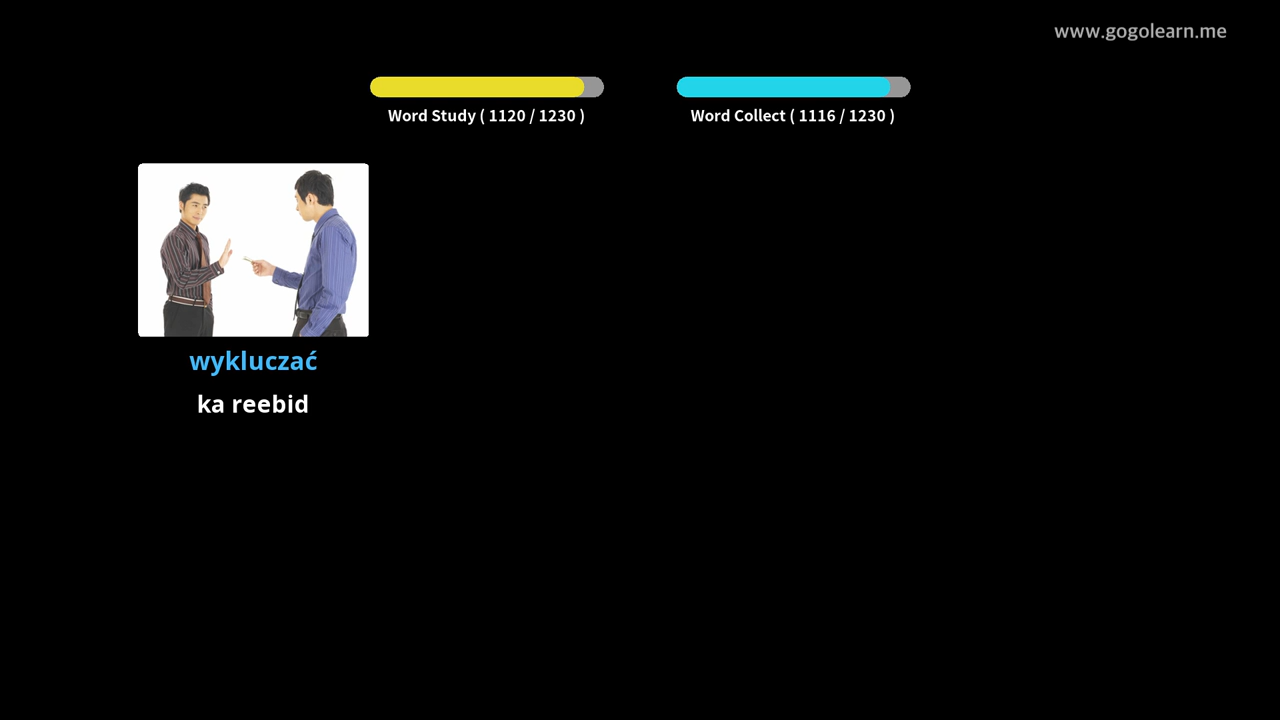 www.gogolearn.me
Word Study ( 1120 / 1230 )
Word Collect ( 1116 / 1230 )
wykluczać
ka reebid